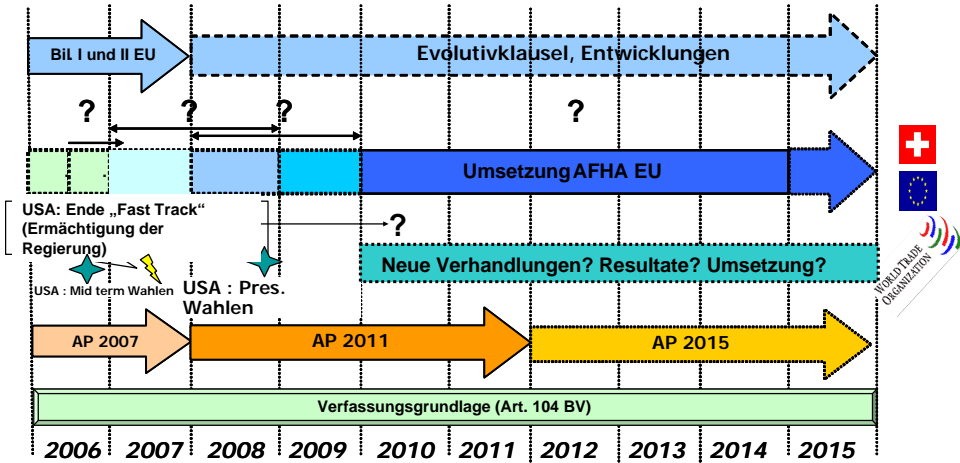 Bil. I und II EU
Evolutivklausel, Entwicklungen
? ? ? ?
Umsetzung AFHA EU
USA: Ende „Fast Track“
(Ermächtigung der
Regierung)
?
Neue Verhandlungen? Resultate? Umsetzung?
WORLD TRADE
ORGANIZATION
USA : Mid term Wahlen
USA : Pres.
Wahlen
AP 2007
AP 2011
AP 2015
Verfassungsgrundlage (Art. 104 BV)
2006 2007 2008 2009 2010 2011 2012 2013 2014 2015